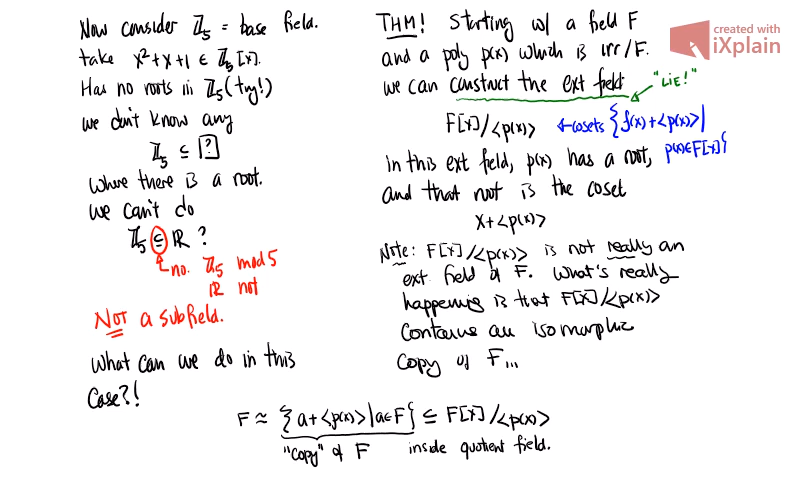 Now consider ℤ₅ = base field.
take x²+x+1 ∈ ℤ₅[x].
Has no roots in ℤ₅ (try!)
we don't know any
ℤ₅ ⊆ [?]
where there is a root.
we can't do
ℤ₅ ⊆ ℝ ?
no. ℤ₅ mod 5
ℝ not
NOT a subfield.
What can we do in this
case?!
THM! Starting w/ a field F
and a poly p(x) which is irr/F.
we can construct the ext field
"LIE!"
F[x]/<p(x)> ← cosets {f(x)+<p(x)>|
p(x)∈F[x]}
in this ext field, p(x) has a root,
and that root is the coset
x+<p(x)>
Note: F[x]/<p(x)> is not really an
ext field of F. What's really
happening is that F[x]/<p(x)>
contains an isomorphic
copy of F...
F ≈ {a+<p(x)>|a∈F} ⊆ F[x]/<p(x)>
"copy" of F inside quotient field.
created with
iXplain